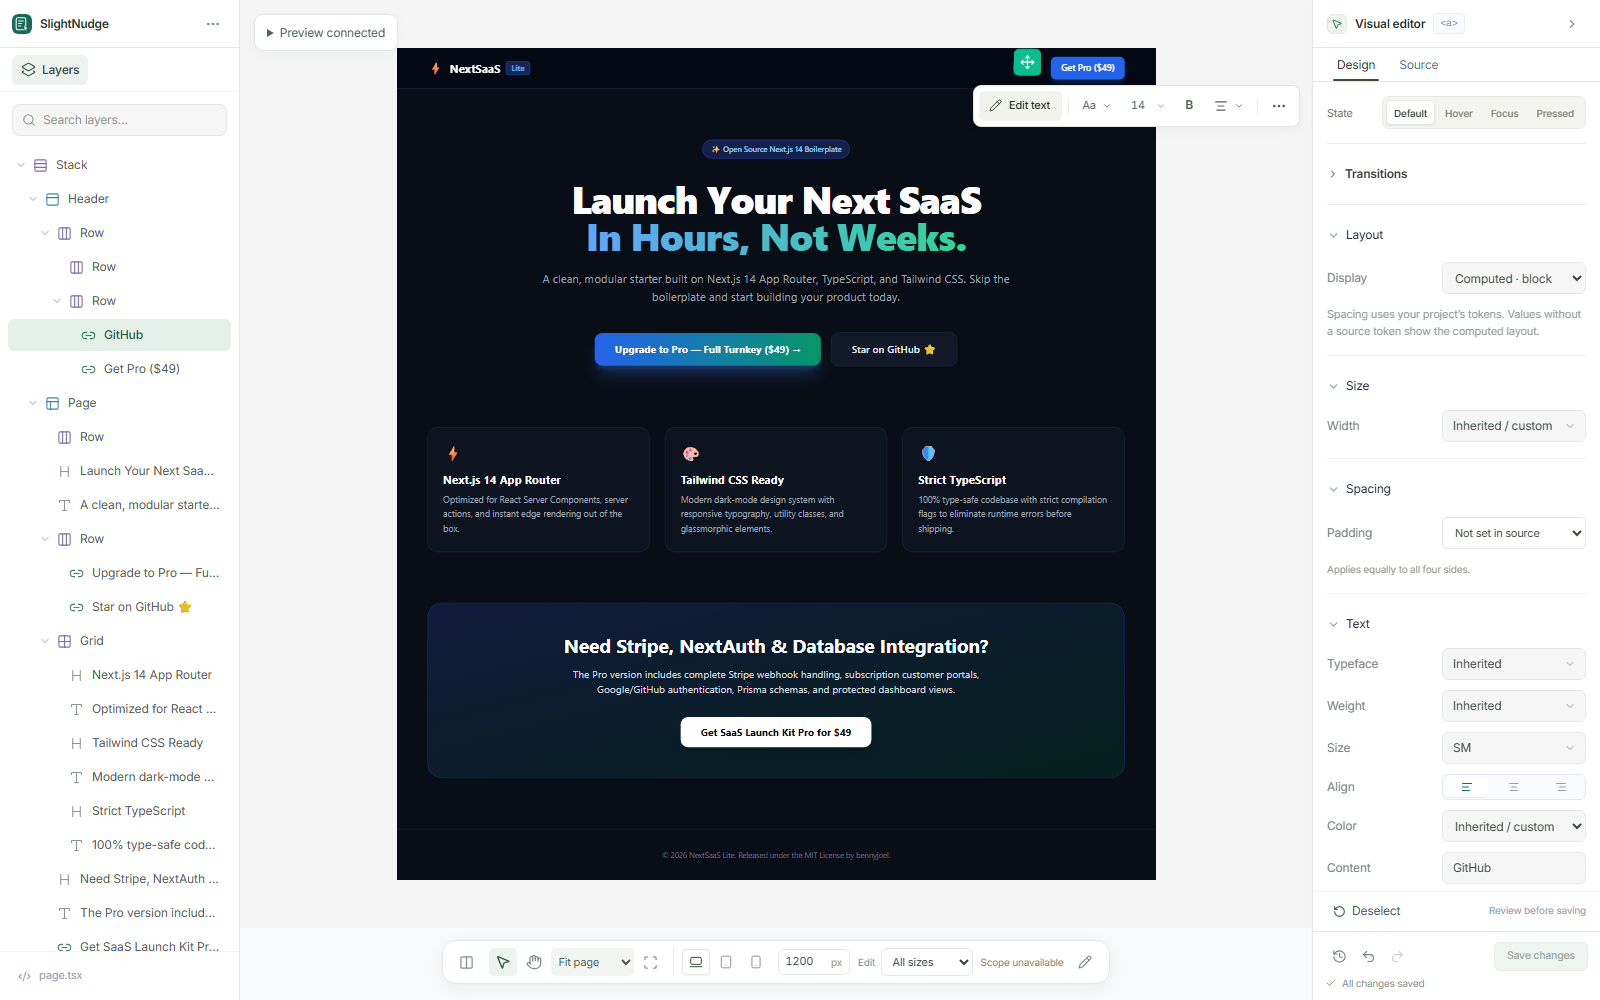 SlightNudge
Layers
Search layers...
Stack
Header
Row
Row
Row
GitHub
Get Pro ($49)
Page
Row
Launch Your Next Saa...
A clean, modular starte...
Row
Upgrade to Pro — Fu...
Star on GitHub ⭐
Grid
Next.js 14 App Router
Optimized for React ...
Tailwind CSS Ready
Modern dark-mode ...
Strict TypeScript
100% type-safe cod...
Need Stripe, NextAuth ...
The Pro version includ...
Get SaaS Launch Kit Pr...
page.tsx
Preview connected
NextSaaS Lite
Get Pro ($49)
Edit text
Aa
14
B
✨ Open Source Next.js 14 Boilerplate
Launch Your Next SaaS
In Hours, Not Weeks.
A clean, modular starter built on Next.js 14 App Router, TypeScript, and Tailwind CSS. Skip the
boilerplate and start building your product today.
Upgrade to Pro — Full Turnkey ($49) →
Star on GitHub ⭐
Next.js 14 App Router
Optimized for React Server Components, server
actions, and instant edge rendering out of the
box.
Tailwind CSS Ready
Modern dark-mode design system with
responsive typography, utility classes, and
glassmorphic elements.
Strict TypeScript
100% type-safe codebase with strict compilation
flags to eliminate runtime errors before
shipping.
Need Stripe, NextAuth & Database Integration?
The Pro version includes complete Stripe webhook handling, subscription customer portals,
Google/GitHub authentication, Prisma schemas, and protected dashboard views.
Get SaaS Launch Kit Pro for $49
© 2026 NextSaaS Lite. Released under the MIT License by bennyjoel.
Fit page
1200 px
Edit
All sizes
Scope unavailable
Visual editor
<a>
Design
Source
State
Default
Hover
Focus
Pressed
Transitions
Layout
Display
Computed · block
Spacing uses your project's tokens. Values without
a source token show the computed layout.
Size
Width
Inherited / custom
Spacing
Padding
Not set in source
Applies equally to all four sides.
Text
Typeface
Inherited
Weight
Inherited
Size
SM
Align
Color
Inherited / custom
Content
GitHub
Deselect
Review before saving
Save changes
All changes saved